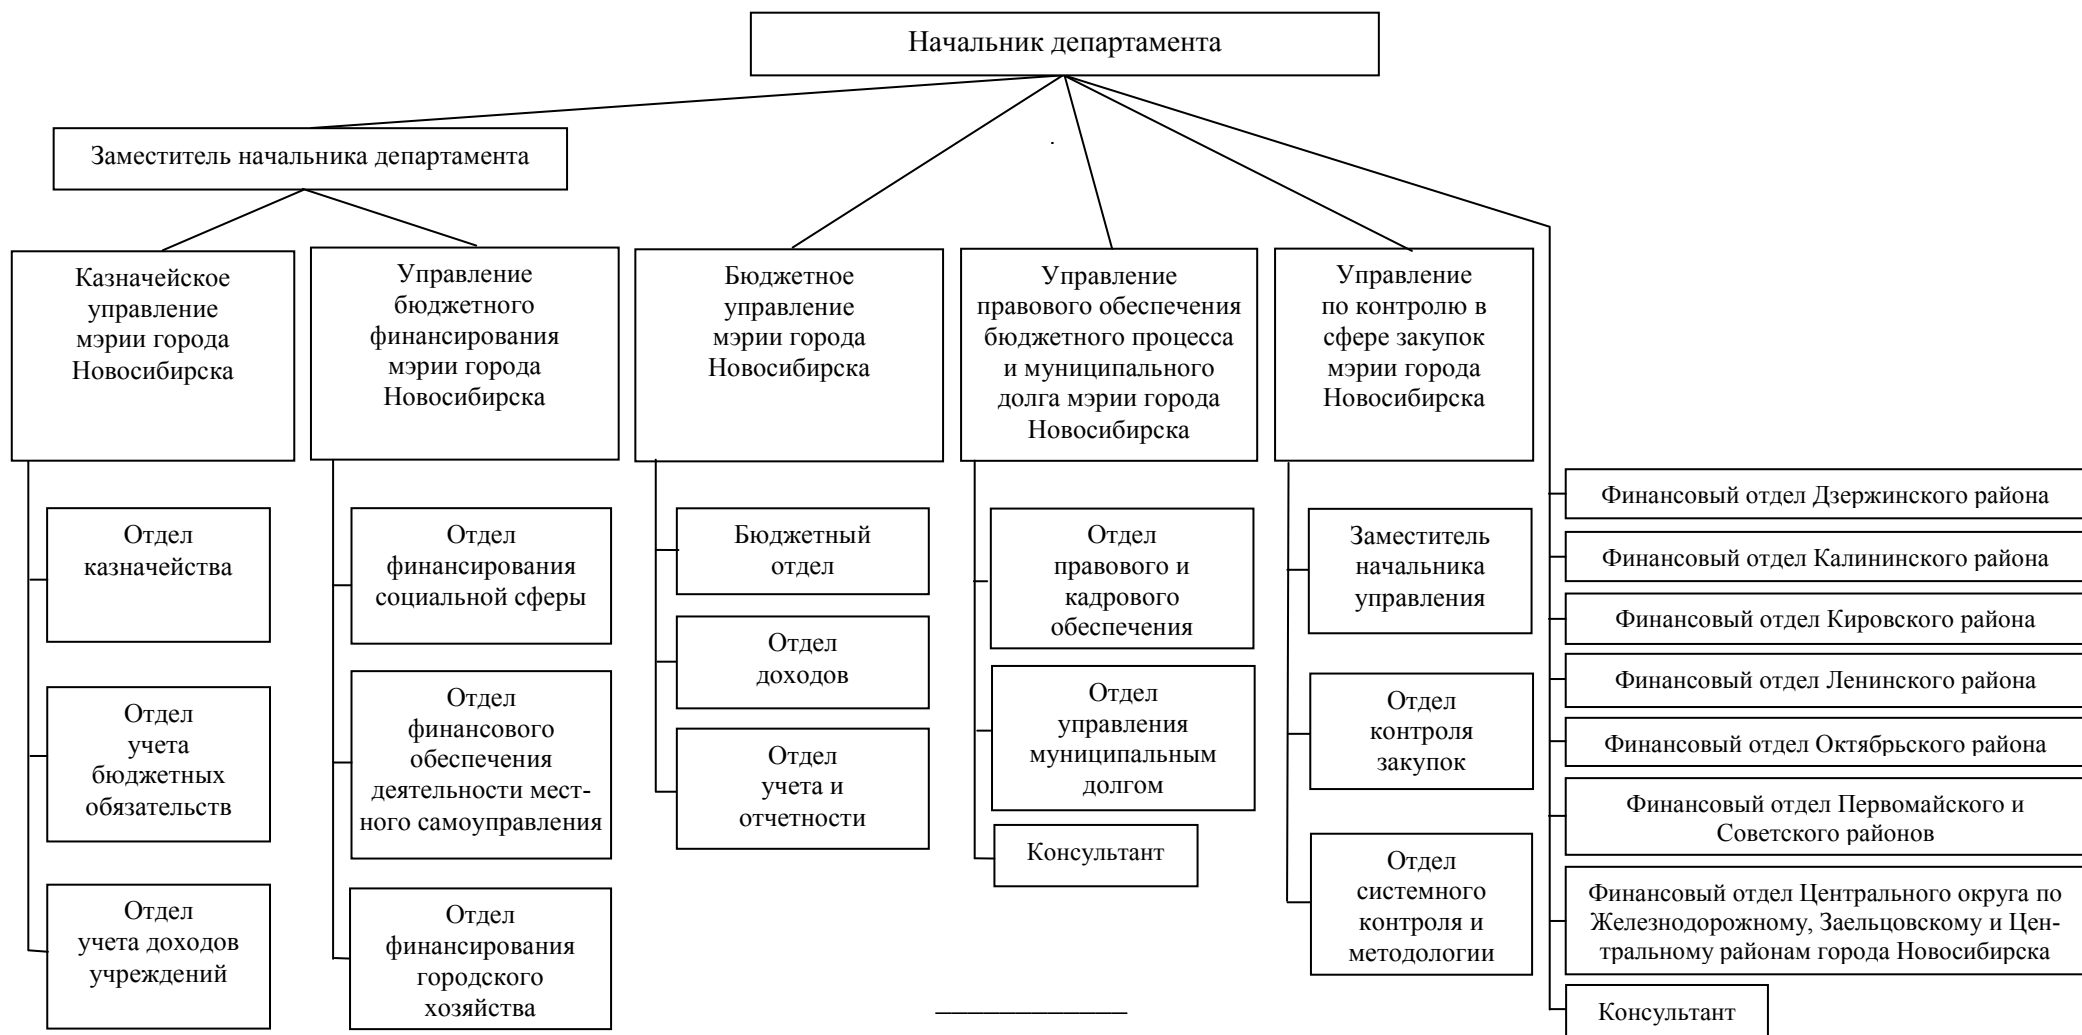 Начальник департамента
Заместитель начальника департамента
Казначейское
управление
мэрии города
Новосибирска
Управление
бюджетного
финансирования
мэрии города
Новосибирска
Бюджетное
управление
мэрии города
Новосибирска
Управление
правового обеспечения
бюджетного процесса
и муниципального
долга мэрии города
Новосибирска
Управление
по контролю в
сфере закупок
мэрии города
Новосибирска
Отдел
казначейства
Отдел
учета
бюджетных
обязательств
Отдел
учета доходов
учреждений
Отдел
финансирования
социальной сферы
Отдел
финансового
обеспечения
деятельности мест-
ного самоуправления
Отдел
финансирования
городского
хозяйства
Бюджетный
отдел
Отдел
доходов
Отдел
учета и
отчетности
Отдел
правового и
кадрового
обеспечения
Отдел
управления
муниципальным
долгом
Консультант
Заместитель
начальника
управления
Отдел
контроля
закупок
Отдел
системного
контроля и
методологии
Финансовый отдел Дзержинского района
Финансовый отдел Калининского района
Финансовый отдел Кировского района
Финансовый отдел Ленинского района
Финансовый отдел Октябрьского района
Финансовый отдел Первомайского и
Советского районов
Финансовый отдел Центрального округа по
Железнодорожному, Заельцовскому и Цен-
тральному районам города Новосибирска
Консультант